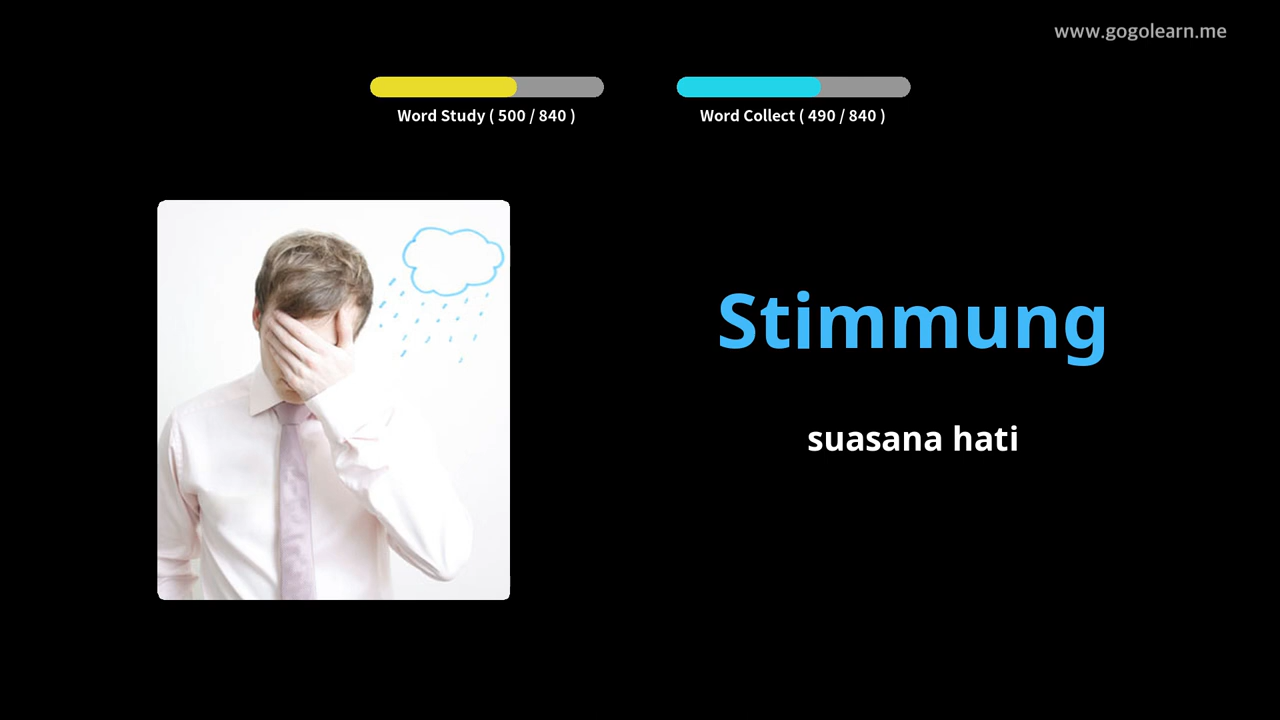 www.gogolearn.me
Word Study ( 500 / 840 )
Word Collect ( 490 / 840 )
Stimmung
suasana hati